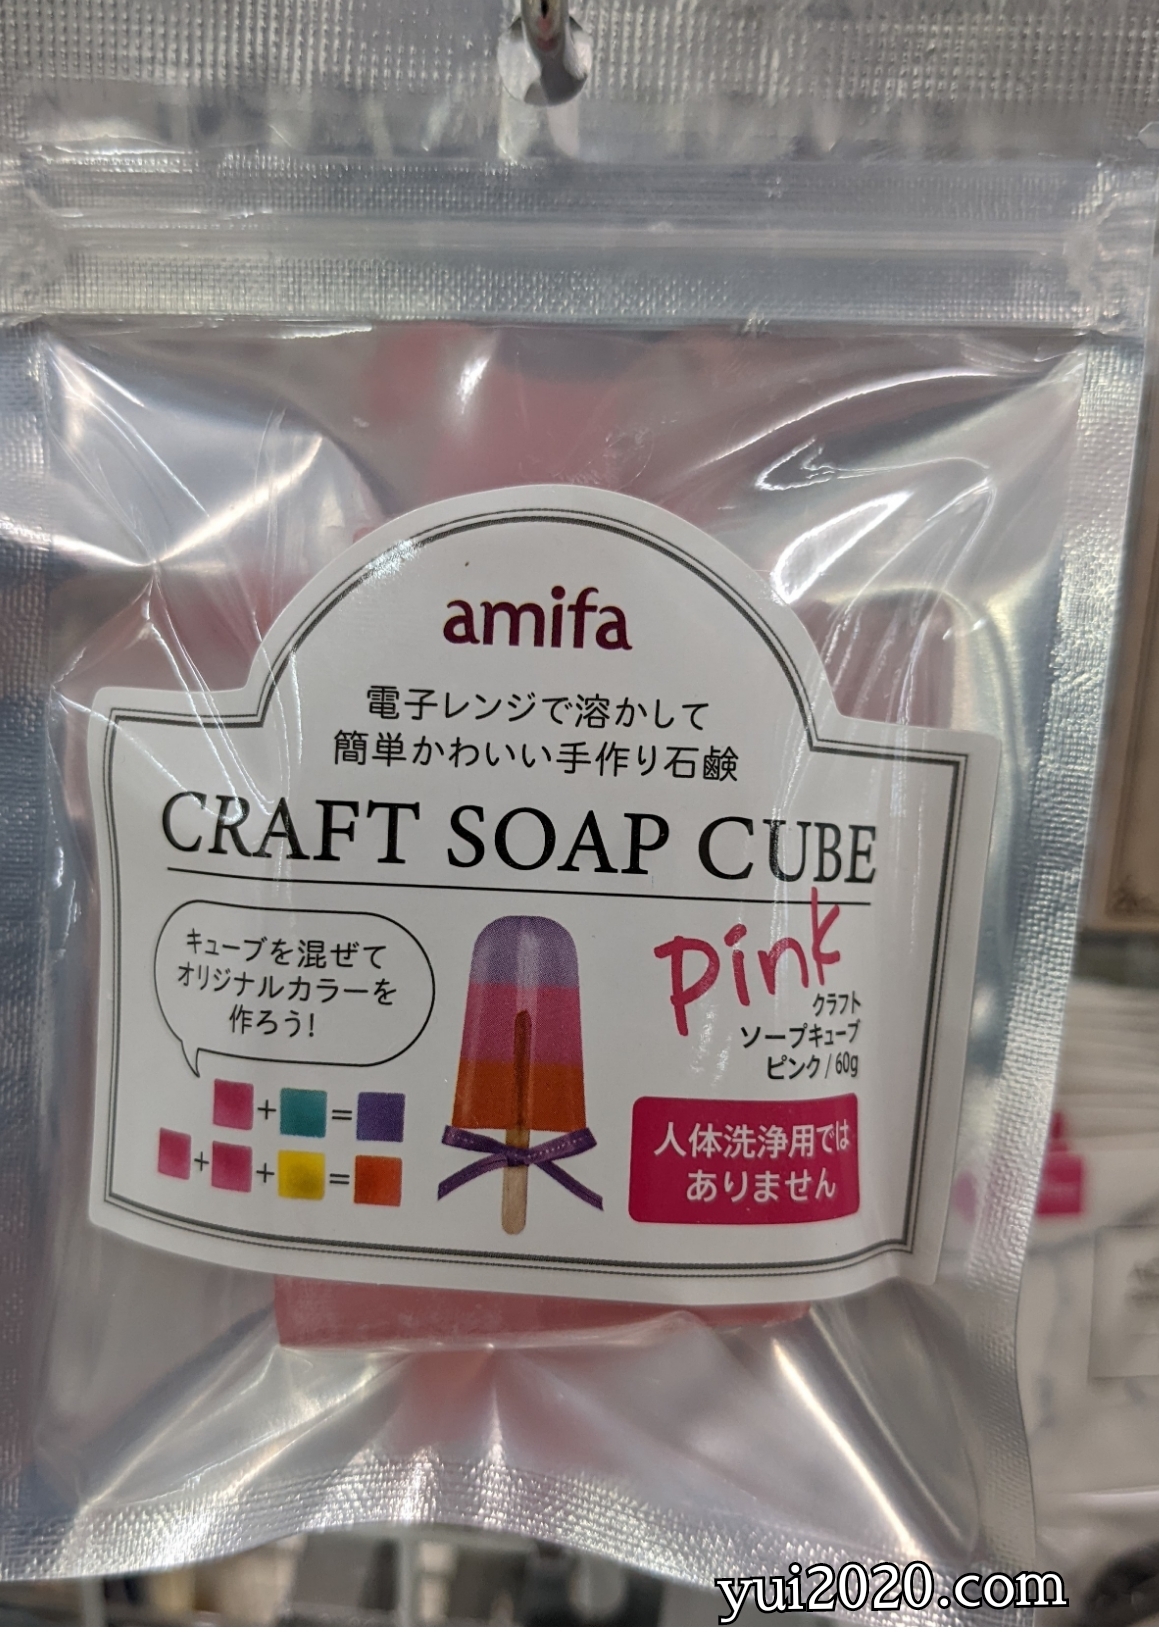 amifa
電子レンジで溶かして
簡単かわいい手作り石鹸
CRAFT SOAP CUBE
キューブを混ぜて
オリジナルカラーを
作ろう!
+ =
+ + =
pink
クラフト
ソープキューブ
ピンク / 60g
人体洗浄用では
ありません
yui2020.com